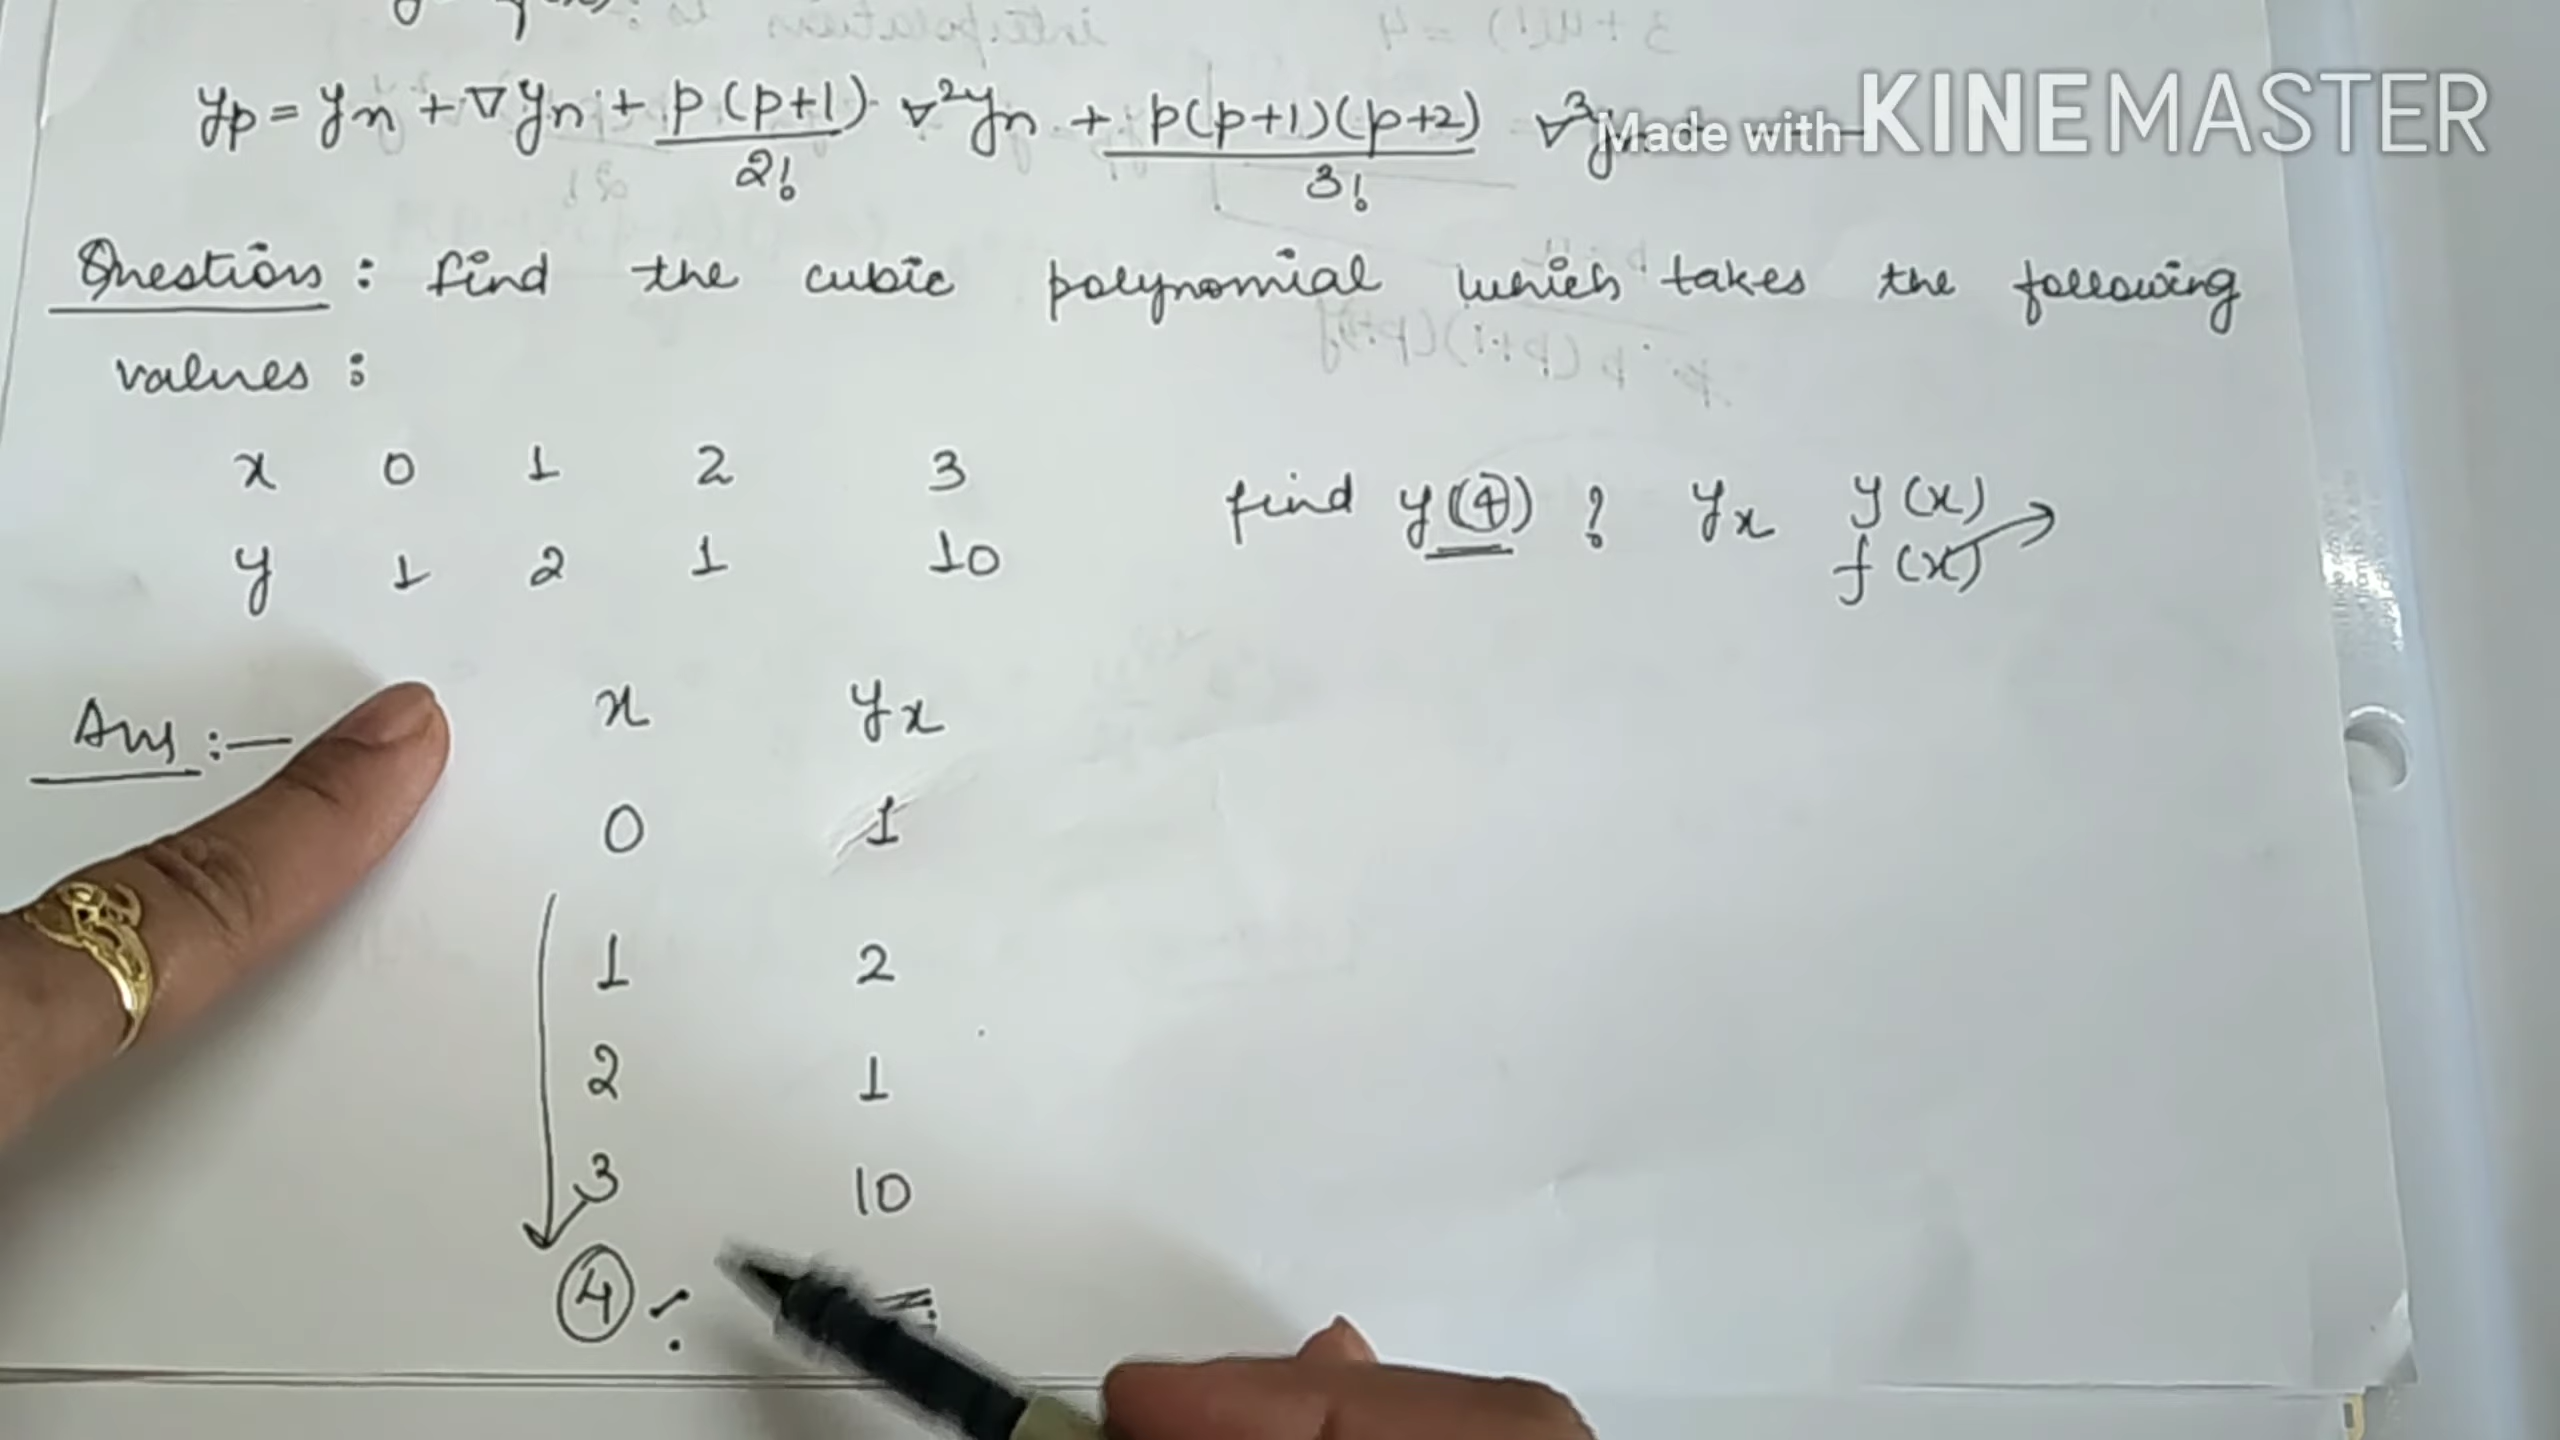 yp = yn + ∇yn + p(p+1)/2! ∇²yn + p(p+1)(p+2)/3! ∇³yn + - - -
Made with KINEMASTER
Question : find the cubic polynomial which takes the following
values :
x 0 1 2 3
y 1 2 1 10
find y(4) ? yx y(x)
f(x)
Ans :— x yx
0 1
1 2
2 1
3 10
4